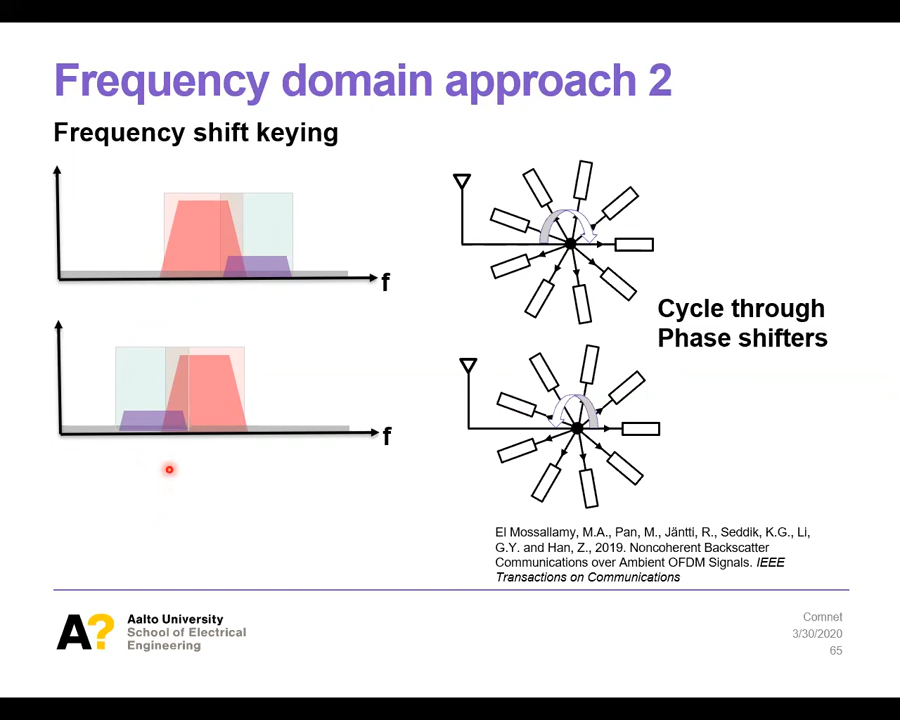 Frequency domain approach 2
Frequency shift keying
f
f
Cycle through
Phase shifters
El Mossallamy, M.A., Pan, M., Jäntti, R., Seddik, K.G., Li,
G.Y. and Han, Z., 2019. Noncoherent Backscatter
Communications over Ambient OFDM Signals. IEEE
Transactions on Communications
A?
Aalto University
School of Electrical
Engineering
Comnet
3/30/2020
65